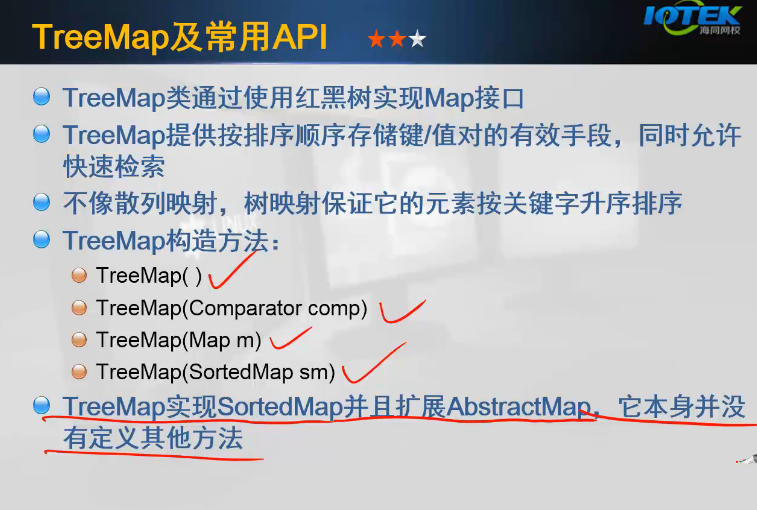 TreeMap及常用API
IOTEK
海同网校
TreeMap类通过使用红黑树实现Map接口
TreeMap提供按排序顺序存储键/值对的有效手段，同时允许
快速检索
不像散列映射，树映射保证它的元素按关键字升序排序
TreeMap构造方法：
TreeMap( )
TreeMap(Comparator comp)
TreeMap(Map m)
TreeMap(SortedMap sm)
TreeMap实现SortedMap并且扩展AbstractMap，它本身并没
有定义其他方法